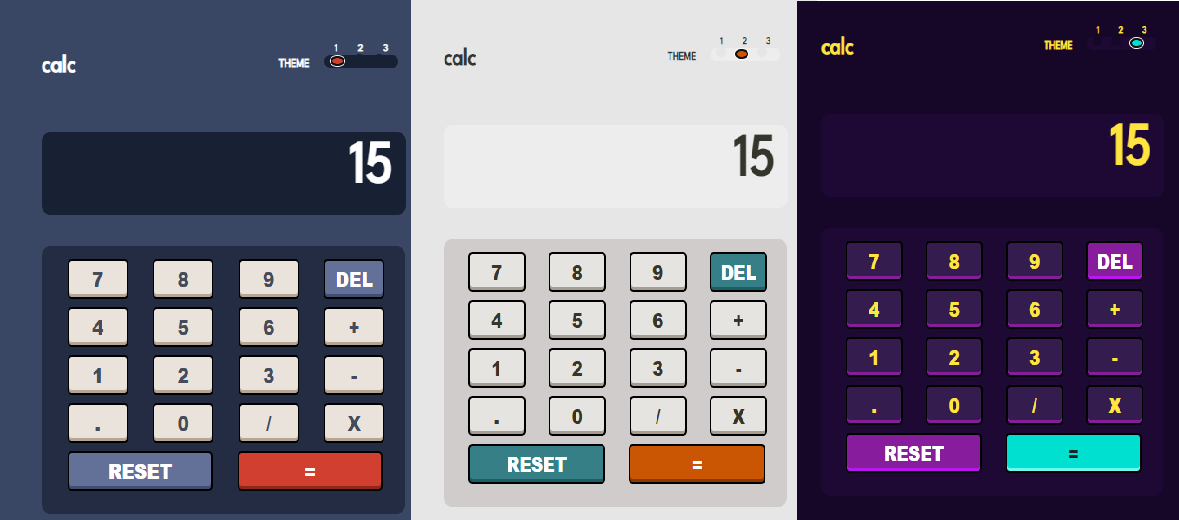 1 2 3
calc THEME
15
7 8 9 DEL
4 5 6 +
1 2 3 -
. 0 / X
RESET =
1 2 3
calc THEME
15
7 8 9 DEL
4 5 6 +
1 2 3 -
. 0 / X
RESET =
1 2 3
calc THEME
15
7 8 9 DEL
4 5 6 +
1 2 3 -
. 0 / X
RESET =